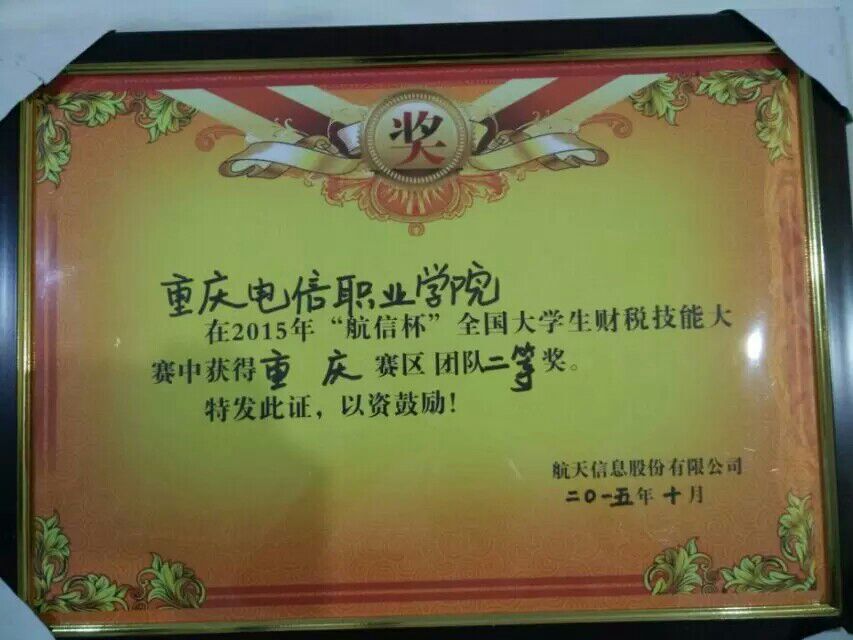 奖
重庆电信职业学院
在2015年“航信杯”全国大学生财税技能大
赛中获得重庆赛区团队二等奖。
特发此证，以资鼓励！
航天信息股份有限公司
二〇一五年十月